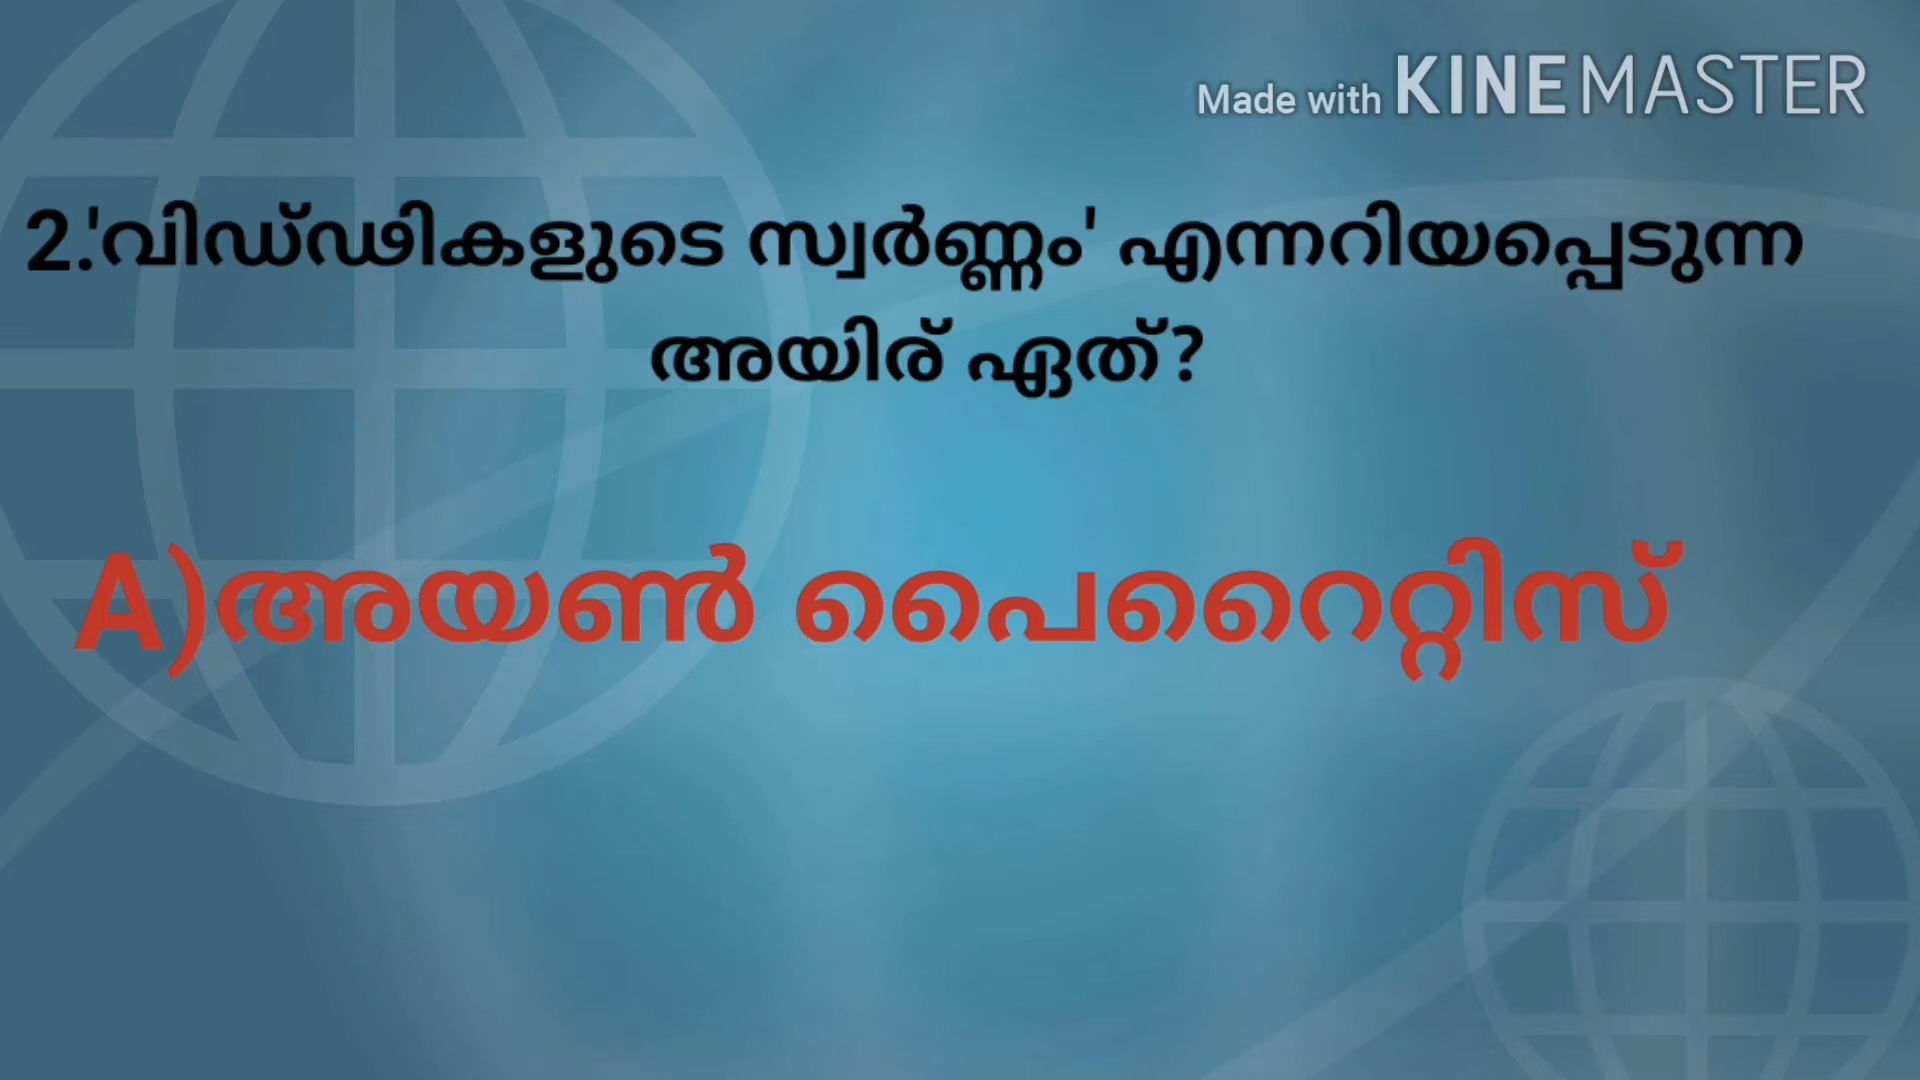 Made with KINEMASTER
2.'വിഡ്ഢികളുടെ സ്വർണ്ണം' എന്നറിയപ്പെടുന്ന
അയിര് ഏത്?
A)അയൺ പൈറൈറ്റിസ്